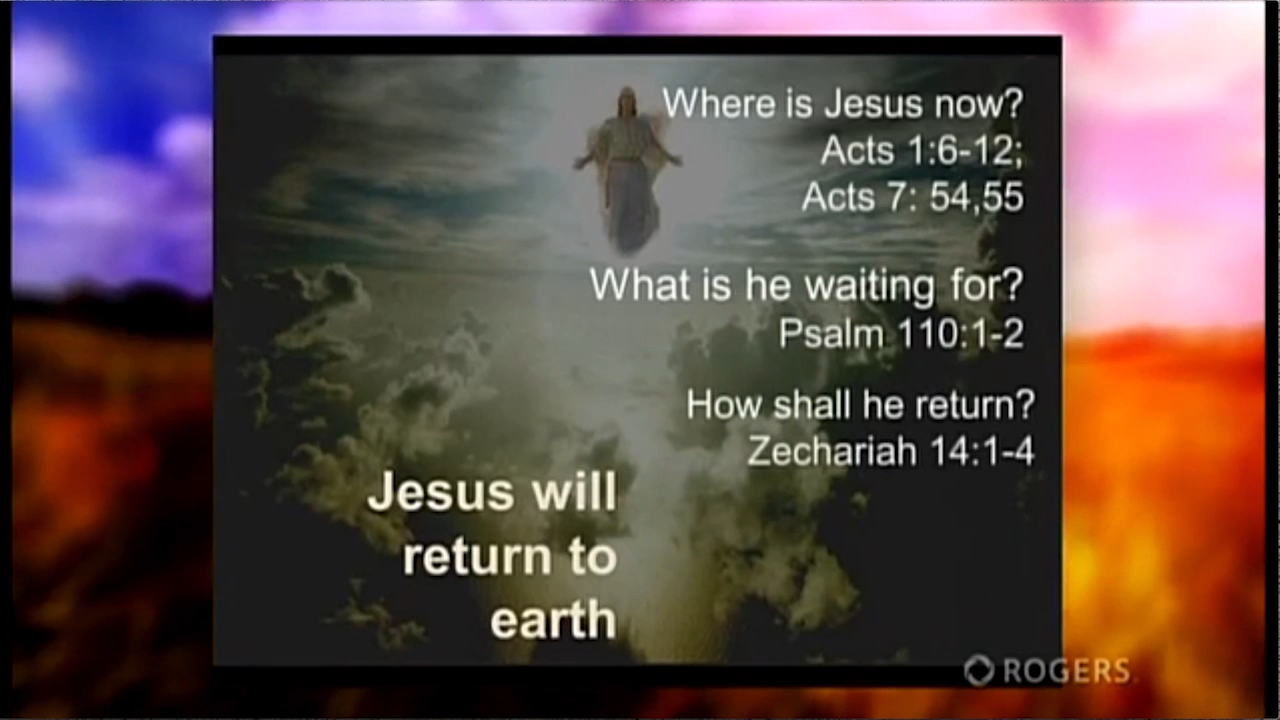 Where is Jesus now?
Acts 1:6-12;
Acts 7: 54,55
What is he waiting for?
Psalm 110:1-2
How shall he return?
Zechariah 14:1-4
Jesus will
return to
earth
ROGERS